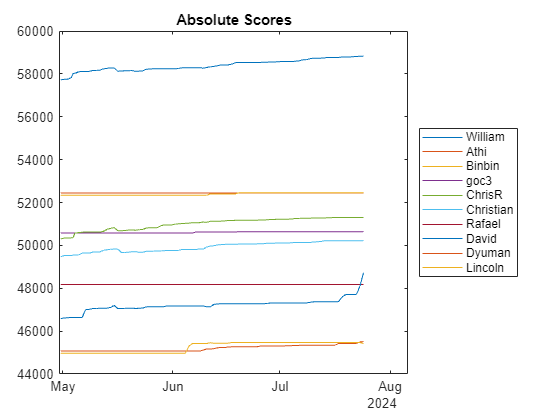 Absolute Scores
60000
58000
56000
54000
52000
50000
48000
46000
44000
May
Jun
Jul
Aug
2024
William
Athi
Binbin
goc3
ChrisR
Christian
Rafael
David
Dyuman
Lincoln